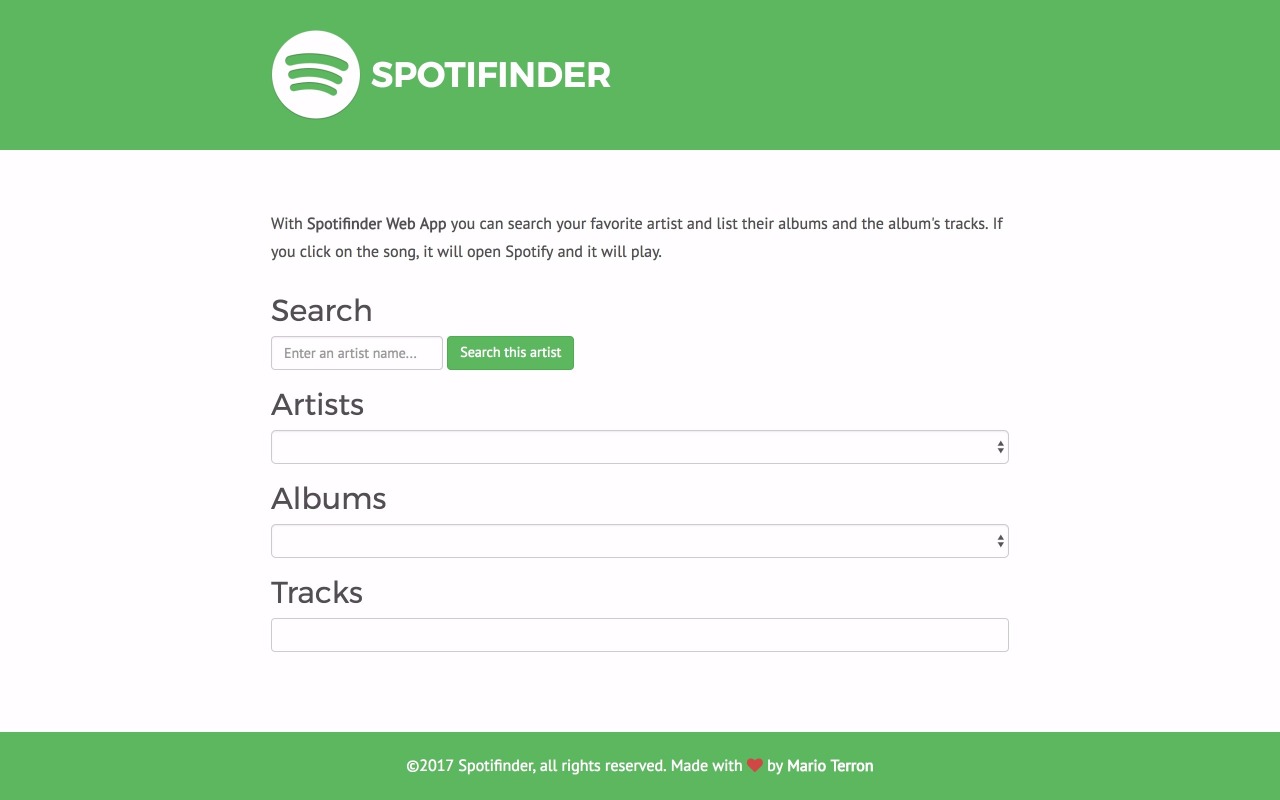 SPOTIFINDER
With Spotifinder Web App you can search your favorite artist and list their albums and the album's tracks. If
you click on the song, it will open Spotify and it will play.
Search
Enter an artist name...
Search this artist
Artists
Albums
Tracks
©2017 Spotifinder, all rights reserved. Made with ❤ by Mario Terron